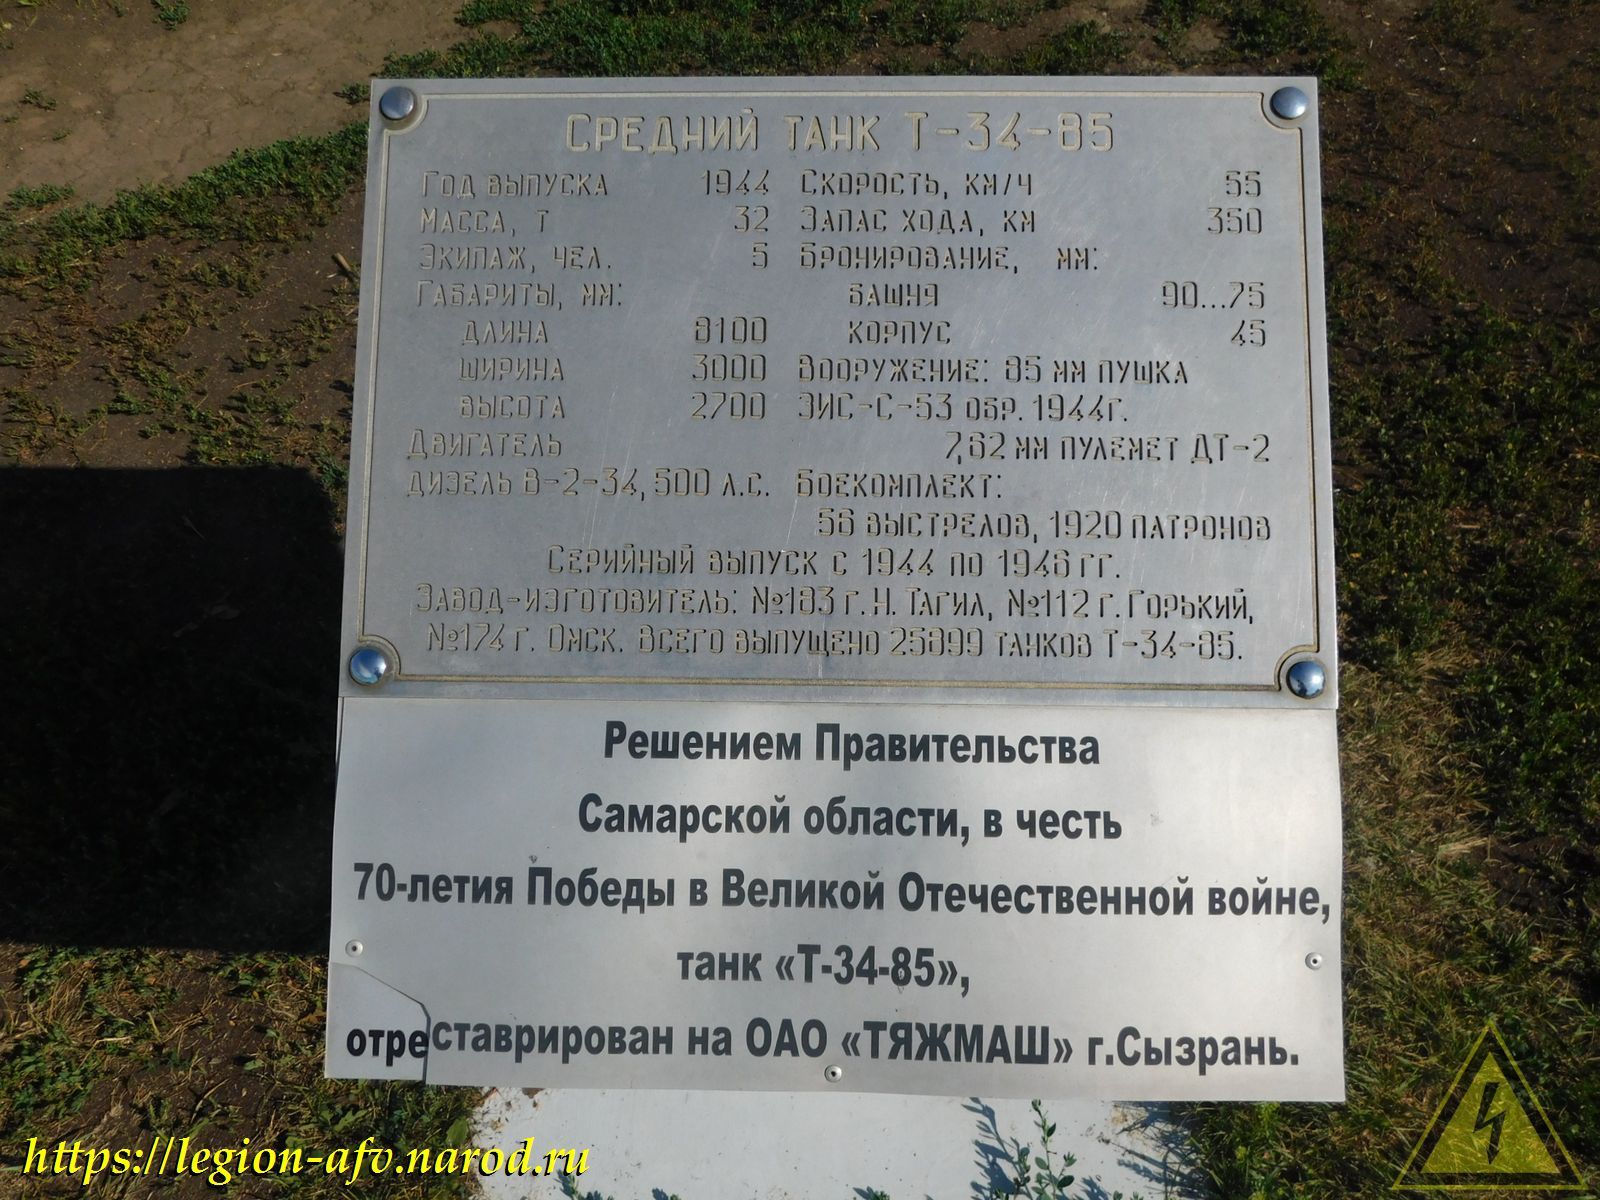 Средний танк Т-34-85
Год выпуска 1944 Скорость, км/ч 55
Масса, т 32 Запас хода, км 350
Экипаж, чел. 5 Бронирование, мм:
Габариты, мм: башня 90...75
длина 8100 корпус 45
ширина 3000 Вооружение: 85 мм пушка
высота 2700 ЗИС-С-53 обр. 1944г.
Двигатель 7,62 мм пулемет ДТ-2
дизель В-2-34, 500 л.с. Боекомплект:
56 выстрелов, 1920 патронов
Серийный выпуск с 1944 по 1946 гг.
Завод-изготовитель: №183 г. Н. Тагил, №112 г. Горький,
№174 г. Омск. Всего выпущено 25899 танков Т-34-85.
Решением Правительства
Самарской области, в честь
70-летия Победы в Великой Отечественной войне,
танк «Т-34-85»,
отреставрирован на ОАО «ТЯЖМАШ» г.Сызрань.
https://legion-afv.narod.ru